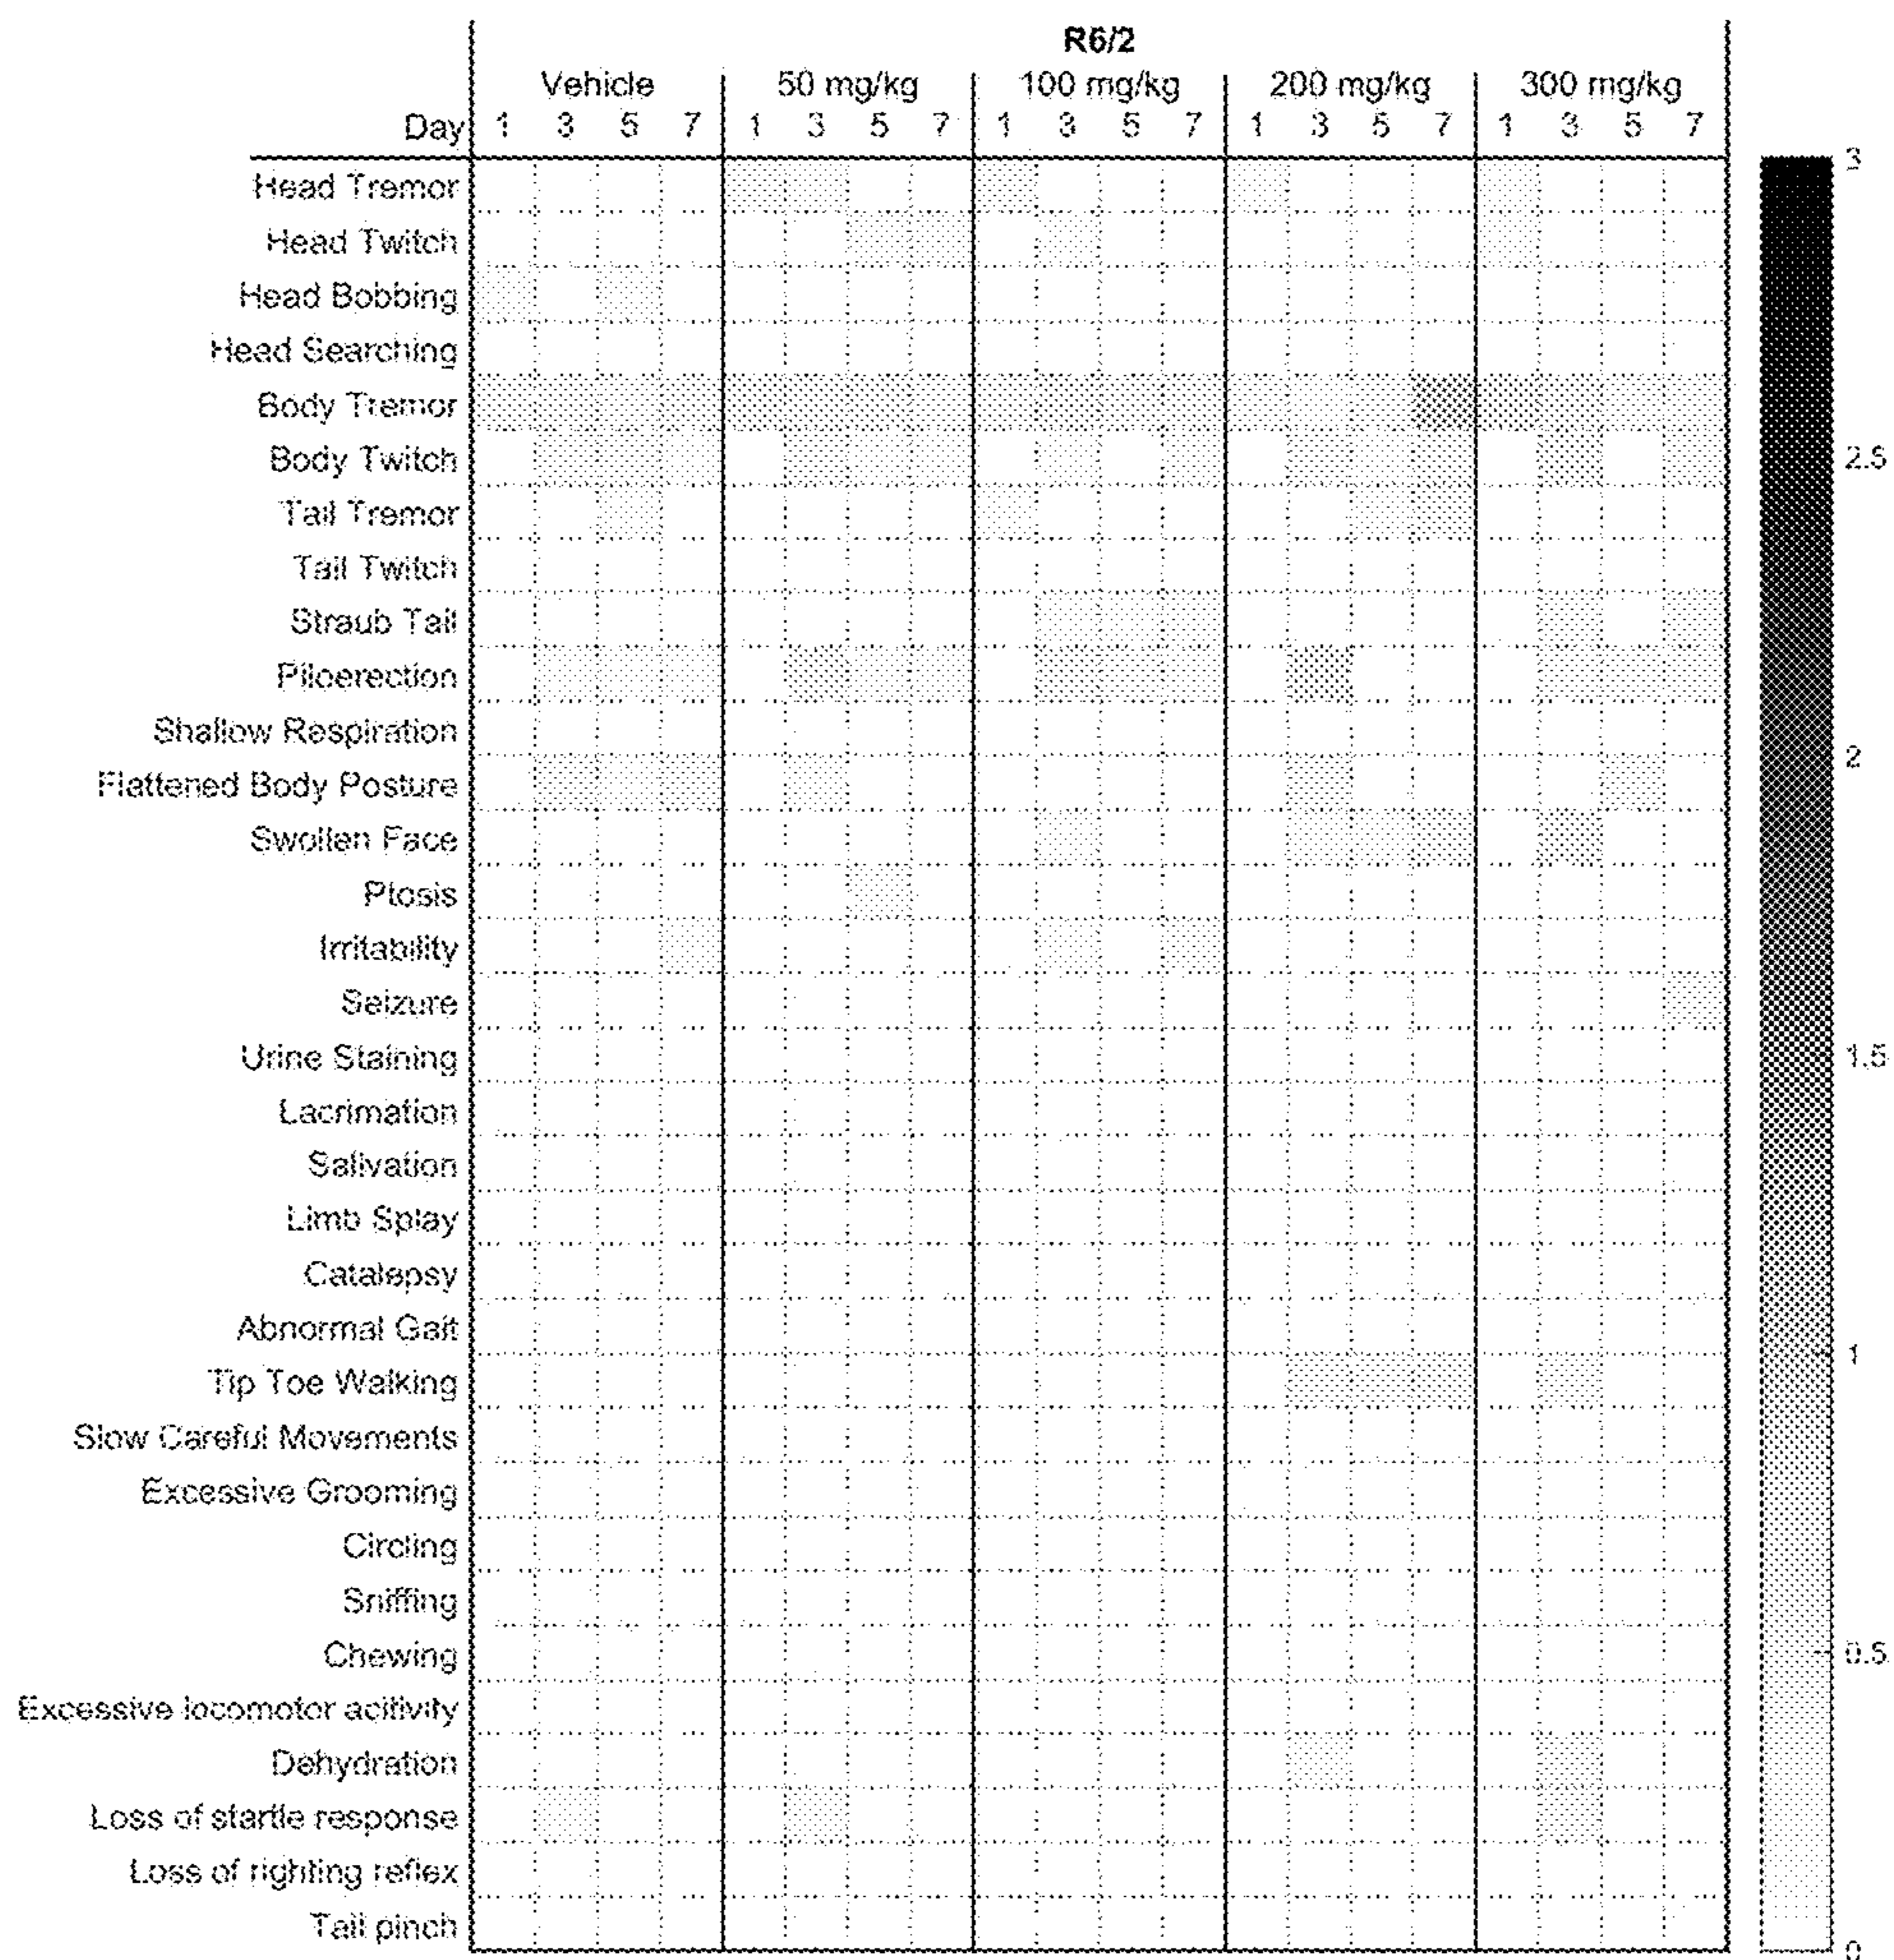 R6/2
Vehicle 50 mg/kg 100 mg/kg 200 mg/kg 300 mg/kg
Day 1 3 5 7 1 3 5 7 1 3 5 7 1 3 5 7 1 3 5 7
Head Tremor 3
Head Twitch
Head Bobbing
Head Searching
Body Tremor
Body Twitch 2.5
Tail Tremor
Tail Twitch
Straub Tail
Piloerection
Shallow Respiration
Flattened Body Posture 2
Swollen Face
Ptosis
Irritability
Seizure
Urine Staining 1.5
Lacrimation
Salivation
Limb Splay
Catalepsy
Abnormal Gait 1
Tip Toe Walking
Slow Careful Movements
Excessive Grooming
Circling
Sniffing
Chewing 0.5
Excessive locomotor acitivity
Dehydration
Loss of startle response
Loss of righting reflex
Tail pinch 0